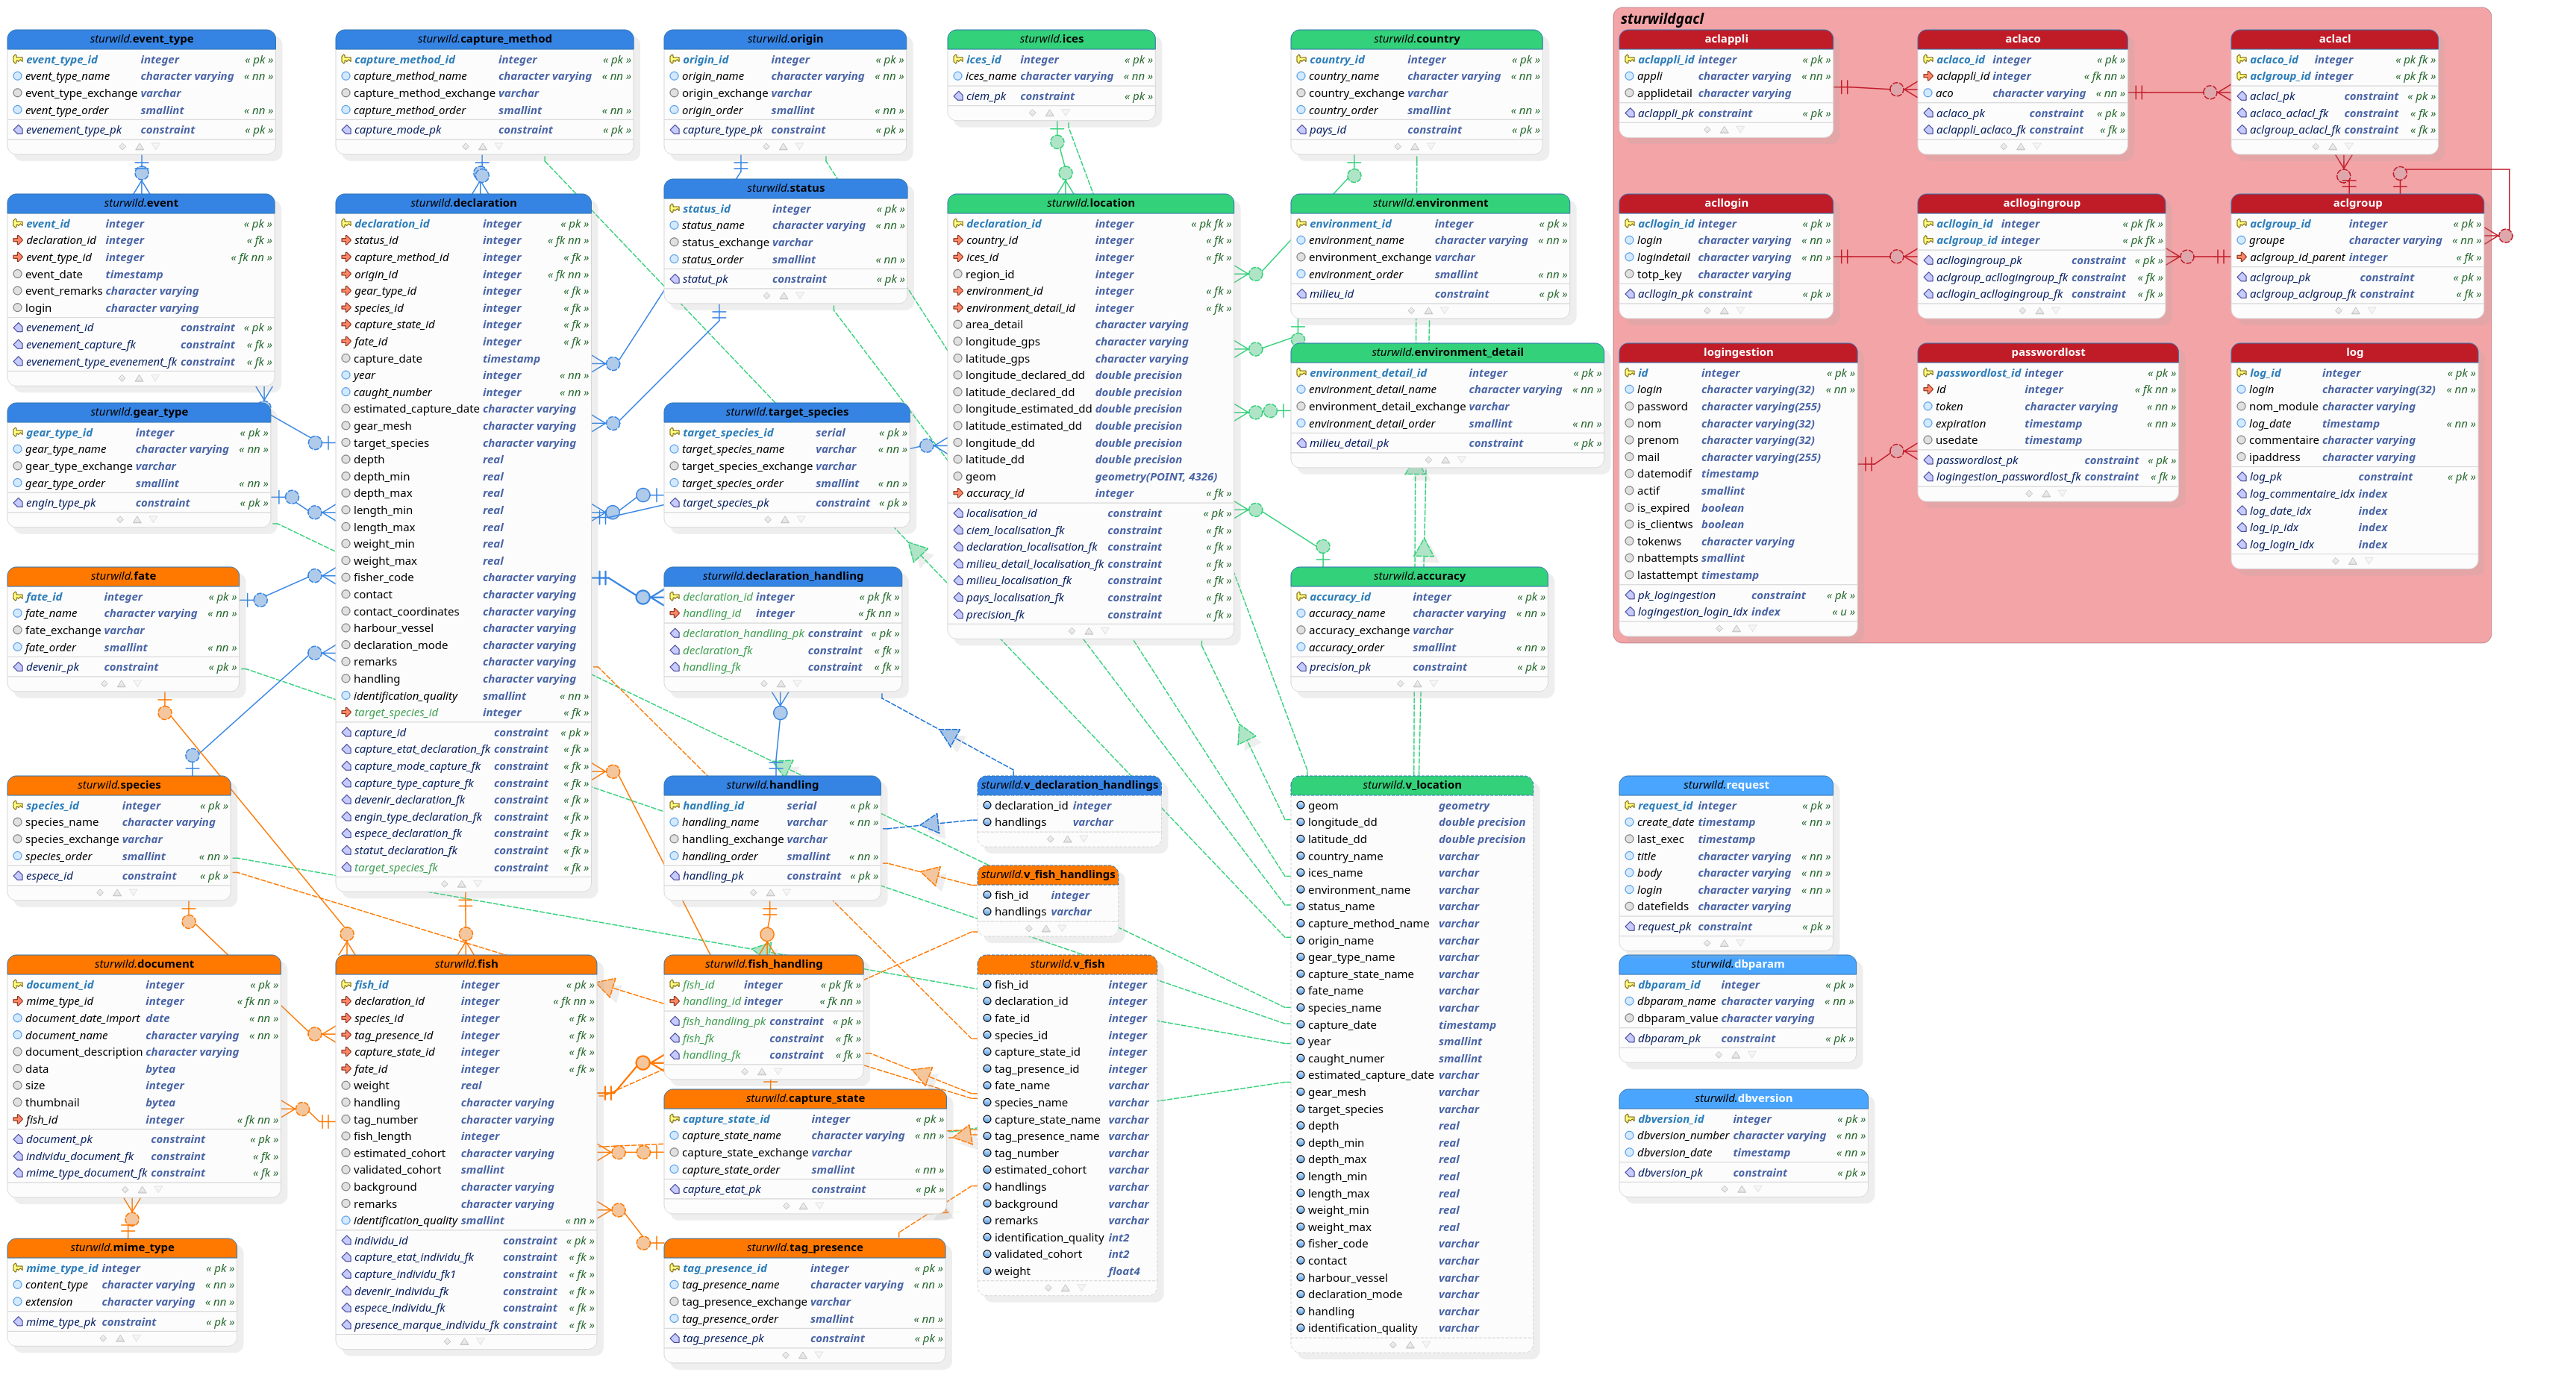 sturwild.event_type
event_type_id integer « pk »
event_type_name character varying « nn »
event_type_exchange varchar
event_type_order smallint « nn »
evenement_type_pk constraint « pk »
sturwild.capture_method
capture_method_id integer « pk »
capture_method_name character varying « nn »
capture_method_exchange varchar
capture_method_order smallint « nn »
capture_mode_pk constraint « pk »
sturwild.origin
origin_id integer « pk »
origin_name character varying « nn »
origin_exchange varchar
origin_order smallint « nn »
capture_type_pk constraint « pk »
sturwild.ices
ices_id integer « pk »
ices_name character varying « nn »
ciem_pk constraint « pk »
sturwild.country
country_id integer « pk »
country_name character varying « nn »
country_exchange varchar
country_order smallint « nn »
pays_id constraint « pk »
sturwildgacl
aclappli
aclappli_id integer « pk »
appli character varying « nn »
applidetail character varying
aclappli_pk constraint « pk »
aclaco
aclaco_id integer « pk »
aclappli_id integer « fk nn »
aco character varying « nn »
aclaco_pk constraint « pk »
aclappli_aclaco_fk constraint « fk »
aclacl
aclaco_id integer « pk fk »
aclgroup_id integer « pk fk »
aclacl_pk constraint « pk »
aclaco_aclacl_fk constraint « fk »
aclgroup_aclacl_fk constraint « fk »
sturwild.event
event_id integer « pk »
declaration_id integer « fk »
event_type_id integer « fk nn »
event_date timestamp
event_remarks character varying
login character varying
evenement_id constraint « pk »
evenement_capture_fk constraint « fk »
evenement_type_evenement_fk constraint « fk »
sturwild.declaration
declaration_id integer « pk »
status_id integer « fk nn »
capture_method_id integer « fk »
origin_id integer « fk nn »
gear_type_id integer « fk »
species_id integer « fk »
capture_state_id integer « fk »
fate_id integer « fk »
capture_date timestamp
year integer « nn »
caught_number integer « nn »
estimated_capture_date character varying
gear_mesh character varying
target_species character varying
depth real
depth_min real
depth_max real
length_min real
length_max real
weight_min real
weight_max real
fisher_code character varying
contact character varying
contact_coordinates character varying
harbour_vessel character varying
declaration_mode character varying
remarks character varying
handling character varying
identification_quality smallint « nn »
target_species_id integer « fk »
capture_id constraint « pk »
capture_etat_declaration_fk constraint « fk »
capture_mode_capture_fk constraint « fk »
capture_type_capture_fk constraint « fk »
devenir_declaration_fk constraint « fk »
engin_type_declaration_fk constraint « fk »
espece_declaration_fk constraint « fk »
statut_declaration_fk constraint « fk »
target_species_fk constraint « fk »
sturwild.status
status_id integer « pk »
status_name character varying « nn »
status_exchange varchar
status_order smallint « nn »
statut_pk constraint « pk »
sturwild.location
declaration_id integer « pk fk »
country_id integer « fk »
ices_id integer « fk »
region_id integer
environment_id integer « fk »
environment_detail_id integer « fk »
area_detail character varying
longitude_gps character varying
latitude_gps character varying
longitude_declared_dd double precision
latitude_declared_dd double precision
longitude_estimated_dd double precision
latitude_estimated_dd double precision
longitude_dd double precision
latitude_dd double precision
geom geometry(POINT, 4326)
accuracy_id integer « fk »
localisation_id constraint « pk »
ciem_localisation_fk constraint « fk »
declaration_localisation_fk constraint « fk »
milieu_detail_localisation_fk constraint « fk »
milieu_localisation_fk constraint « fk »
pays_localisation_fk constraint « fk »
precision_fk constraint « fk »
sturwild.environment
environment_id integer « pk »
environment_name character varying « nn »
environment_exchange varchar
environment_order smallint « nn »
milieu_id constraint « pk »
acllogin
acllogin_id integer « pk »
login character varying « nn »
logindetail character varying « nn »
totp_key character varying
acllogin_pk constraint « pk »
acllogingroup
acllogin_id integer « pk fk »
aclgroup_id integer « pk fk »
acllogingroup_pk constraint « pk »
aclgroup_acllogingroup_fk constraint « fk »
acllogin_acllogingroup_fk constraint « fk »
aclgroup
aclgroup_id integer « pk »
groupe character varying « nn »
aclgroup_id_parent integer « fk »
aclgroup_pk constraint « pk »
aclgroup_aclgroup_fk constraint « fk »
sturwild.environment_detail
environment_detail_id integer « pk »
environment_detail_name character varying « nn »
environment_detail_exchange varchar
environment_detail_order smallint « nn »
milieu_detail_pk constraint « pk »
logingestion
id integer « pk »
login character varying(32) « nn »
password character varying(255)
nom character varying(32)
prenom character varying(32)
mail character varying(255)
datemodif timestamp
actif smallint
is_expired boolean
is_clientws boolean
tokenws character varying
nbattempts smallint
lastattempt timestamp
pk_logingestion constraint « pk »
logingestion_login_idx index « u »
passwordlost
passwordlost_id integer « pk »
id integer « fk nn »
token character varying « nn »
expiration timestamp « nn »
usedate timestamp
passwordlost_pk constraint « pk »
logingestion_passwordlost_fk constraint « fk »
log
log_id integer « pk »
login character varying(32) « nn »
nom_module character varying
log_date timestamp « nn »
commentaire character varying
ipaddress character varying
log_pk constraint « pk »
log_commentaire_idx index
log_date_idx index
log_ip_idx index
log_login_idx index
sturwild.gear_type
gear_type_id integer « pk »
gear_type_name character varying « nn »
gear_type_exchange varchar
gear_type_order smallint « nn »
engin_type_pk constraint « pk »
sturwild.target_species
target_species_id serial « pk »
target_species_name varchar « nn »
target_species_exchange varchar
target_species_order smallint « nn »
target_species_pk constraint « pk »
sturwild.fate
fate_id integer « pk »
fate_name character varying « nn »
fate_exchange varchar
fate_order smallint « nn »
devenir_pk constraint « pk »
sturwild.declaration_handling
declaration_id integer « pk fk »
handling_id integer « fk nn »
declaration_handling_pk constraint « pk »
declaration_fk constraint « fk »
handling_fk constraint « fk »
sturwild.accuracy
accuracy_id integer « pk »
accuracy_name character varying « nn »
accuracy_exchange varchar
accuracy_order smallint « nn »
precision_pk constraint « pk »
sturwild.species
species_id integer « pk »
species_name character varying
species_exchange varchar
species_order smallint « nn »
espece_id constraint « pk »
sturwild.handling
handling_id serial « pk »
handling_name varchar « nn »
handling_exchange varchar
handling_order smallint « nn »
handling_pk constraint « pk »
sturwild.v_declaration_handlings
declaration_id integer
handlings varchar
sturwild.v_fish_handlings
fish_id integer
handlings varchar
sturwild.v_location
geom geometry
longitude_dd double precision
latitude_dd double precision
country_name varchar
ices_name varchar
environment_name varchar
status_name varchar
capture_method_name varchar
origin_name varchar
gear_type_name varchar
capture_state_name varchar
fate_name varchar
species_name varchar
capture_date timestamp
year smallint
caught_numer smallint
estimated_capture_date varchar
gear_mesh varchar
target_species varchar
depth real
depth_min real
depth_max real
length_min real
length_max real
weight_min real
weight_max real
fisher_code varchar
contact varchar
harbour_vessel varchar
declaration_mode varchar
handling varchar
identification_quality varchar
sturwild.request
request_id integer « pk »
create_date timestamp « nn »
last_exec timestamp
title character varying « nn »
body character varying « nn »
login character varying « nn »
datefields character varying
request_pk constraint « pk »
sturwild.document
document_id integer « pk »
mime_type_id integer « fk nn »
document_date_import date « nn »
document_name character varying « nn »
document_description character varying
data bytea
size integer
thumbnail bytea
fish_id integer « fk nn »
document_pk constraint « pk »
individu_document_fk constraint « fk »
mime_type_document_fk constraint « fk »
sturwild.fish
fish_id integer « pk »
declaration_id integer « fk nn »
species_id integer « fk »
tag_presence_id integer « fk »
capture_state_id integer « fk »
fate_id integer « fk »
weight real
handling character varying
tag_number character varying
fish_length integer
estimated_cohort character varying
validated_cohort smallint
background character varying
remarks character varying
identification_quality smallint « nn »
individu_id constraint « pk »
capture_etat_individu_fk constraint « fk »
capture_individu_fk1 constraint « fk »
devenir_individu_fk constraint « fk »
espece_individu_fk constraint « fk »
presence_marque_individu_fk constraint « fk »
sturwild.fish_handling
fish_id integer « pk fk »
handling_id integer « fk nn »
fish_handling_pk constraint « pk »
fish_fk constraint « fk »
handling_fk constraint « fk »
sturwild.v_fish
fish_id integer
declaration_id integer
fate_id integer
species_id integer
capture_state_id integer
tag_presence_id integer
fate_name varchar
species_name varchar
capture_state_name varchar
tag_presence_name varchar
tag_number varchar
estimated_cohort varchar
handlings varchar
background varchar
remarks varchar
identification_quality int2
validated_cohort int2
weight float4
sturwild.dbparam
dbparam_id integer « pk »
dbparam_name character varying « nn »
dbparam_value character varying
dbparam_pk constraint « pk »
sturwild.capture_state
capture_state_id integer « pk »
capture_state_name character varying « nn »
capture_state_exchange varchar
capture_state_order smallint « nn »
capture_etat_pk constraint « pk »
sturwild.dbversion
dbversion_id integer « pk »
dbversion_number character varying « nn »
dbversion_date timestamp « nn »
dbversion_pk constraint « pk »
sturwild.mime_type
mime_type_id integer « pk »
content_type character varying « nn »
extension character varying « nn »
mime_type_pk constraint « pk »
sturwild.tag_presence
tag_presence_id integer « pk »
tag_presence_name character varying « nn »
tag_presence_exchange varchar
tag_presence_order smallint « nn »
tag_presence_pk constraint « pk »